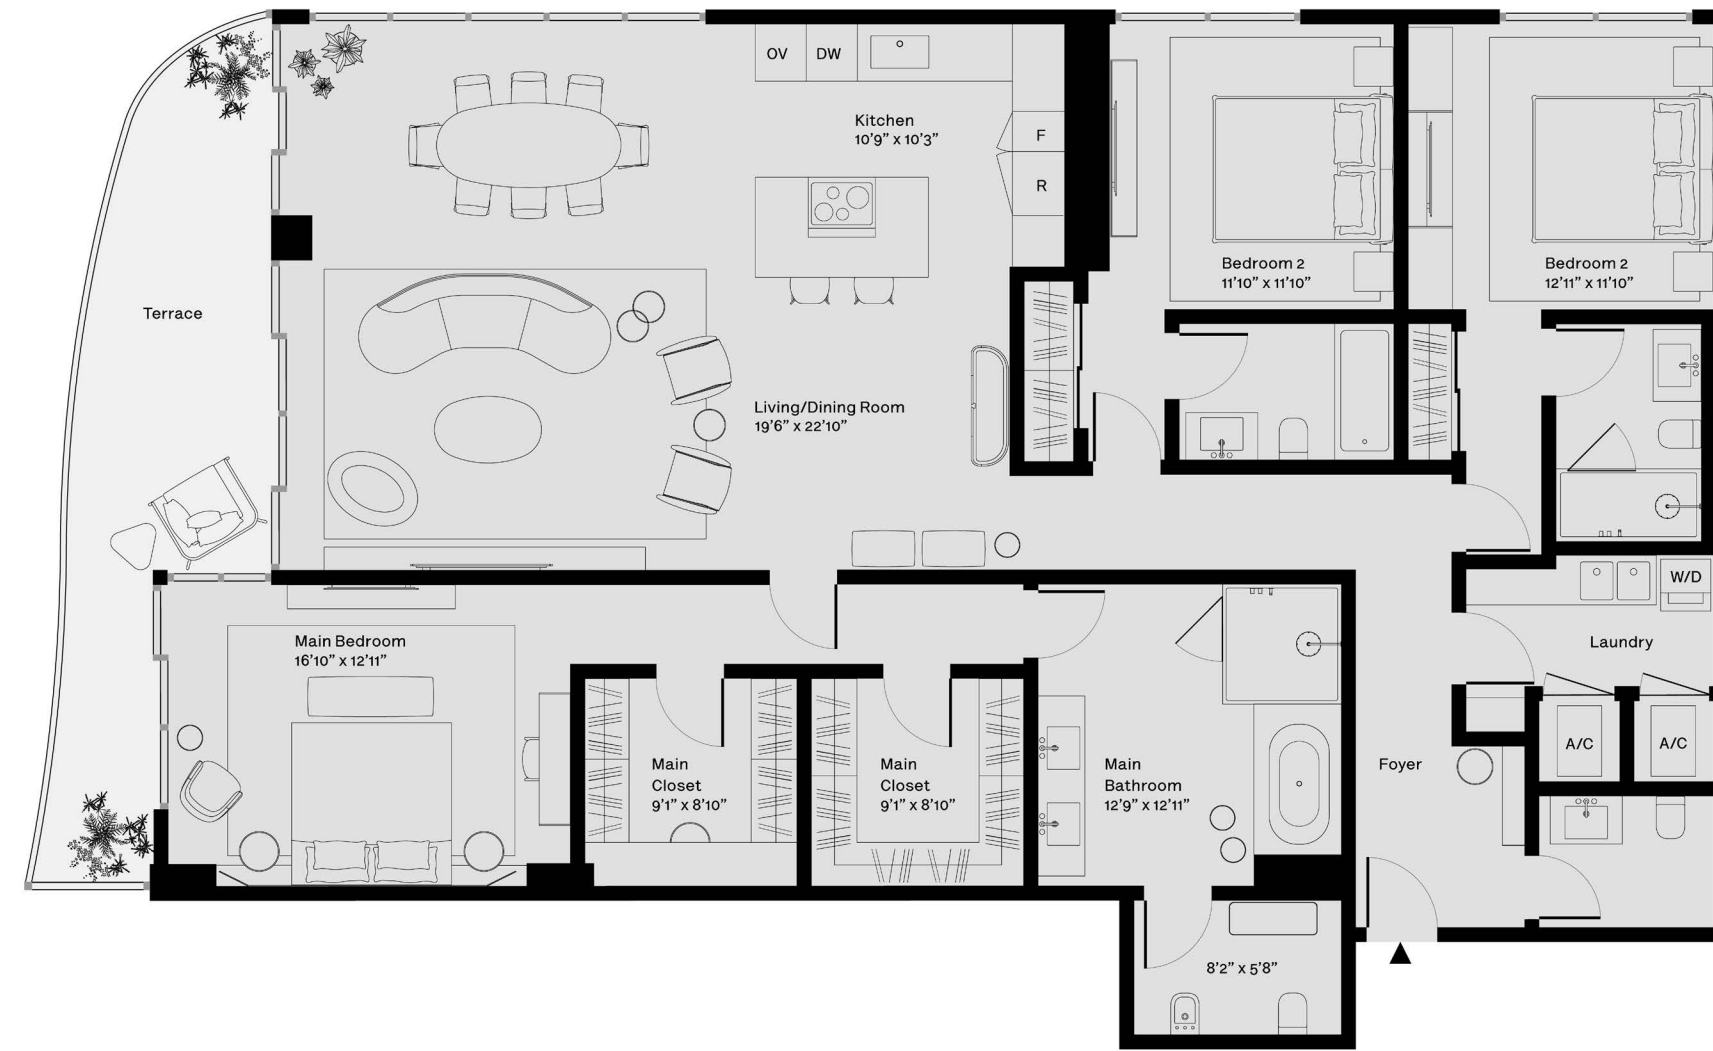 OV
DW
Kitchen
10’9” x 10’3”
F
R
Bedroom 2
11’10” x 11’10”
Bedroom 2
12’11” x 11’10”
Terrace
Living/Dining Room
19’6” x 22’10”
W/D
Laundry
Main Bedroom
16’10” x 12’11”
Main
Closet
9’1” x 8’10”
Main
Closet
9’1” x 8’10”
Main
Bathroom
12’9” x 12’11”
Foyer
A/C
A/C
8’2” x 5’8”